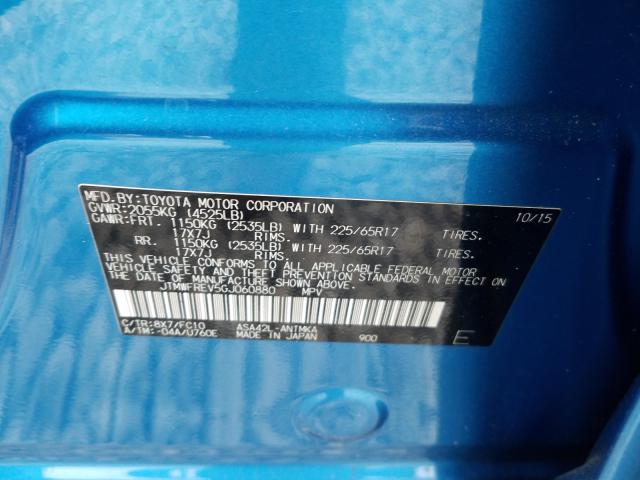 MFD. BY: TOYOTA MOTOR CORPORATION 10/15
GVWR: 2055KG (4525LB)
GAWR: FRT. 1150KG (2535LB) WITH 225/65R17 TIRES.
17X7J RIMS.
RR. 1150KG (2535LB) WITH 225/65R17 TIRES.
17X7J RIMS.
THIS VEHICLE CONFORMS TO ALL APPLICABLE FEDERAL MOTOR
VEHICLE SAFETY AND BUMPER STANDARDS IN EFFECT ON
THE DATE OF MANUFACTURE SHOWN ABOVE.
JTMWFREV5GJ060880 MPV
C/TR: 8X7/FC10 ASA42L-ANTMKA
A/TM: -04A/U760E MADE IN JAPAN 900 E